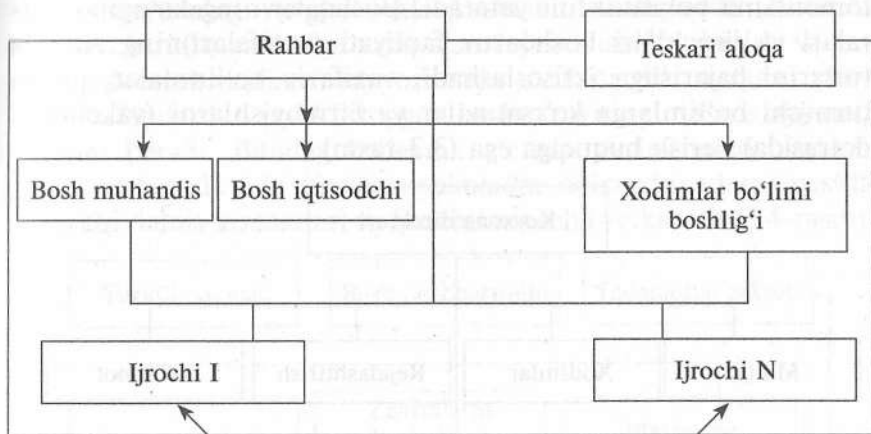 Rahbar
Teskari aloqa
Bosh muhandis
Bosh iqtisodchi
Xodimlar bo‘limi
boshlig‘i
Ijrochi I
Ijrochi N